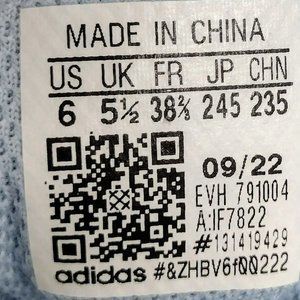 MADE IN CHINA
US UK FR JP CHN
6 5½ 38⅔ 245 235
09/22
EVH 791004
A:IF7822
#131419429
adidas #&ZHBV6f00222